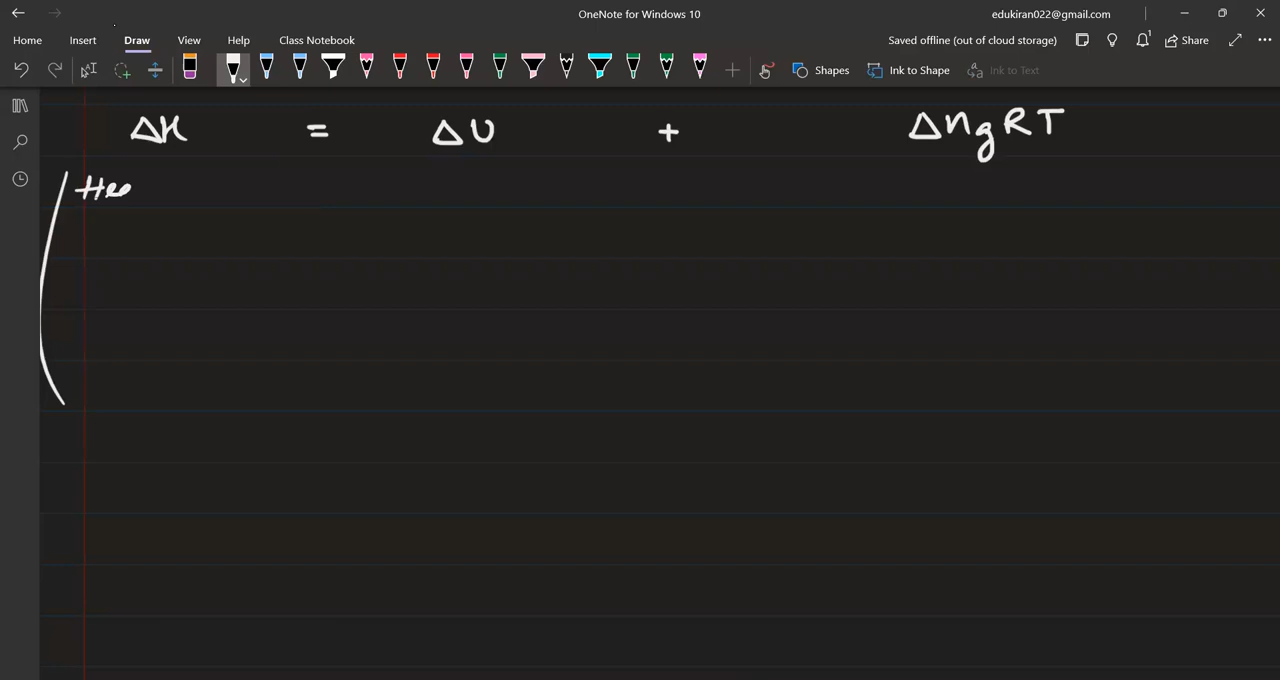 OneNote for Windows 10
edukiran022@gmail.com
Home Insert Draw View Help Class Notebook
Saved offline (out of cloud storage) 1 Share
Shapes Ink to Shape Ink to Text
ΔH = ΔU + ΔngRT